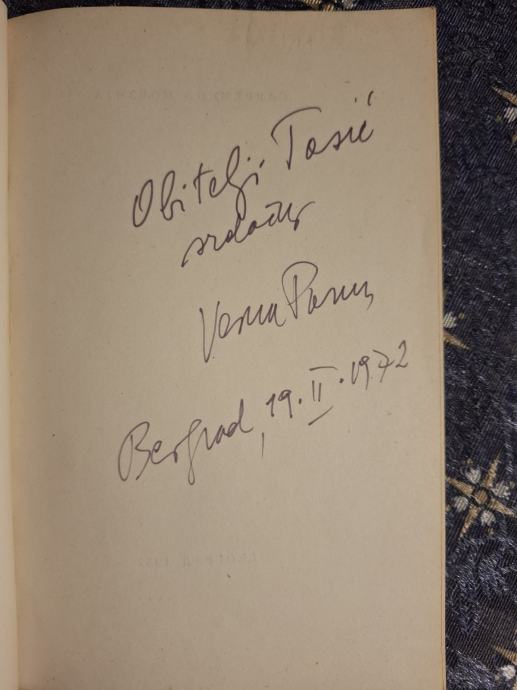 Obitelji Tasić
srdačno
Vesna Parun
Beograd, 19. II. 1972